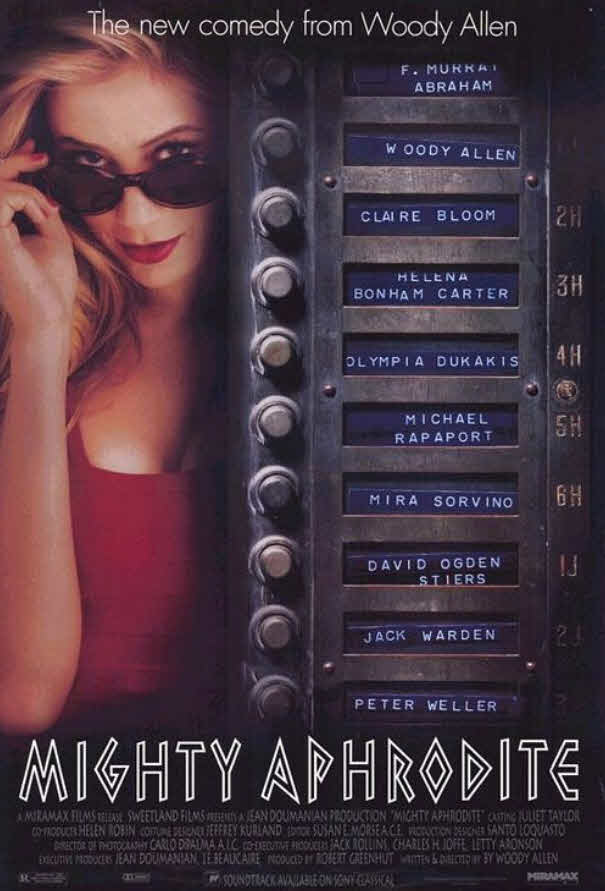 The new comedy from Woody Allen
F. MURRAY
ABRAHAM
WOODY ALLEN
CLAIRE BLOOM
2H
HELENA
BONHAM CARTER
3H
OLYMPIA DUKAKIS
4H
MICHAEL
RAPAPORT
5H
MIRA SORVINO
6H
DAVID OGDEN
STIERS
1J
JACK WARDEN
2J
PETER WELLER
MIGHTY APHRODITE
A MIRAMAX FILMS RELEASE SWEETLAND FILMS PRESENTS A JEAN DOUMANIAN PRODUCTION "MIGHTY APHRODITE" CASTING JULIET TAYLOR
CO-PRODUCER HELEN ROBIN COSTUME DESIGNER JEFFREY KURLAND EDITOR SUSAN E. MORSE A.C.E. PRODUCTION DESIGNER SANTO LOQUASTO
DIRECTOR OF PHOTOGRAPHY CARLO DIPALMA A.I.C. CO-EXECUTIVE PRODUCERS JACK ROLLINS, CHARLES H. JOFFE, LETTY ARONSON
EXECUTIVE PRODUCERS JEAN DOUMANIAN, J.E. BEAUCAIRE PRODUCED BY ROBERT GREENHUT WRITTEN & DIRECTED BY WOODY ALLEN
R
SOUNDTRACK AVAILABLE ON SONY CLASSICAL
MIRAMAX